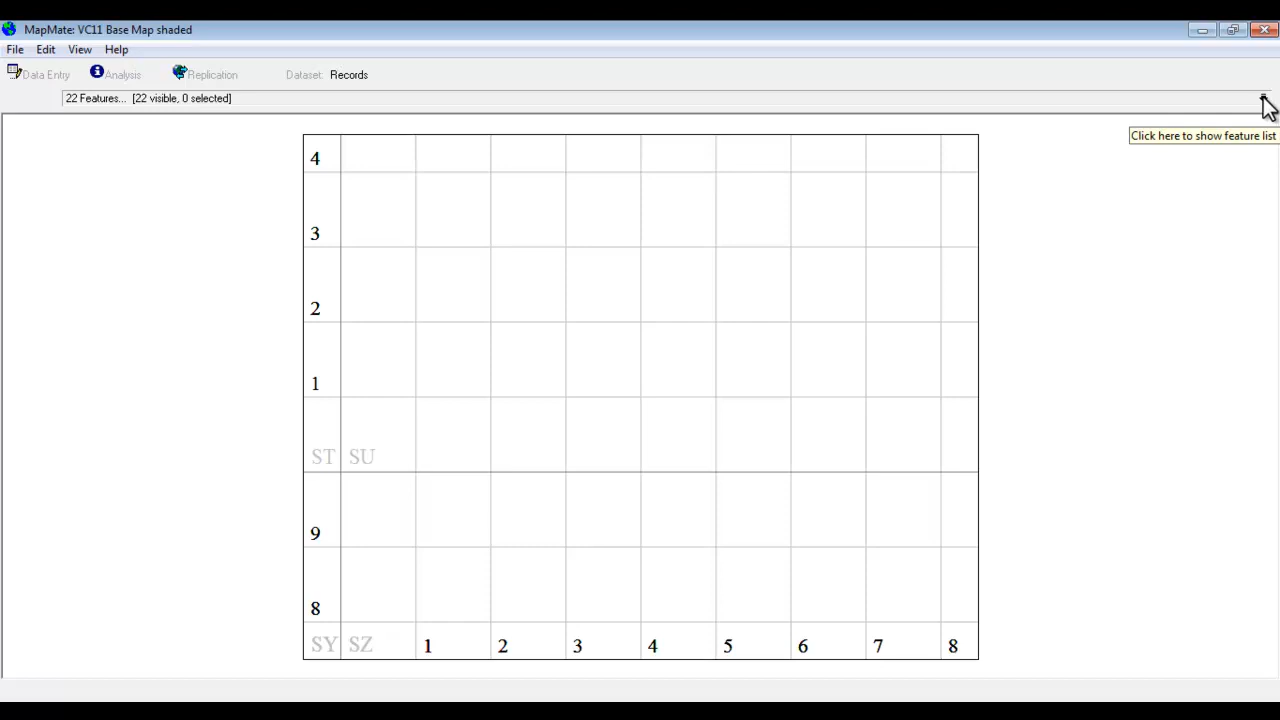 MapMate: VC11 Base Map shaded
File Edit View Help
Data Entry Analysis Replication Dataset: Records
22 Features... [22 visible, 0 selected]
Click here to show feature list
4
3
2
1
ST SU
9
8
SY SZ 1 2 3 4 5 6 7 8